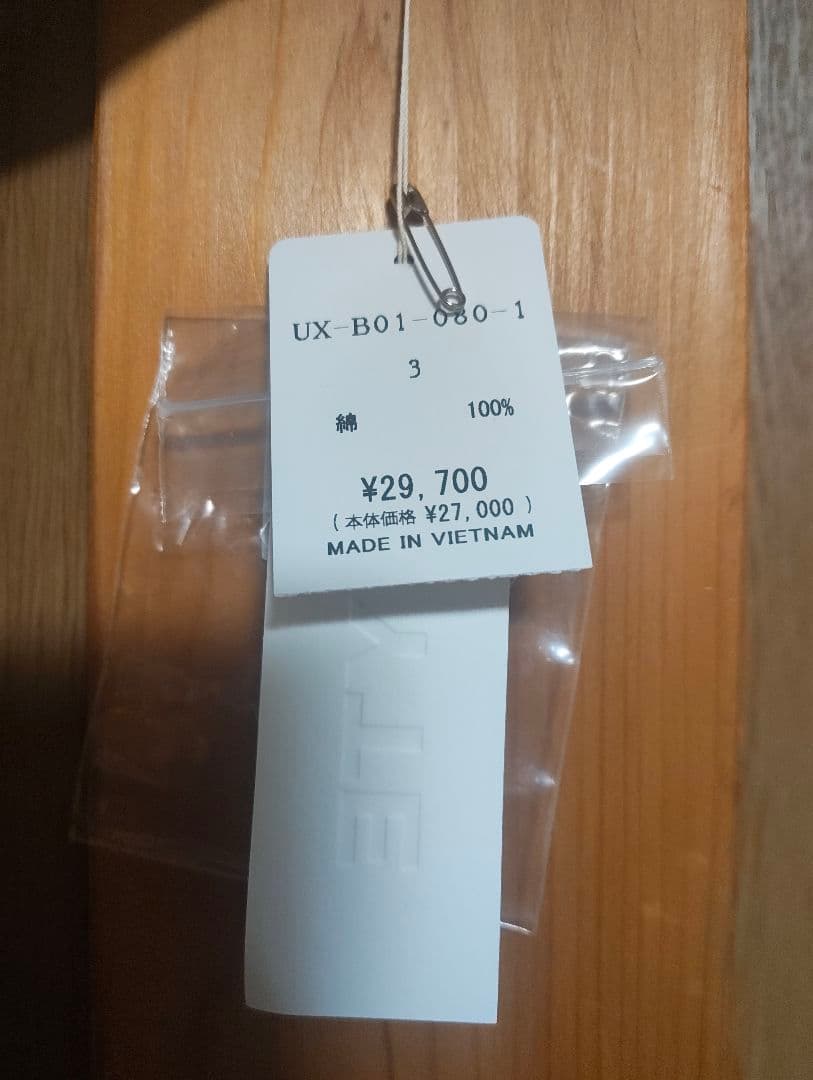 UX-B01-080-1
3
綿 100%
¥29,700
(本体価格 ¥27,000)
MADE IN VIETNAM